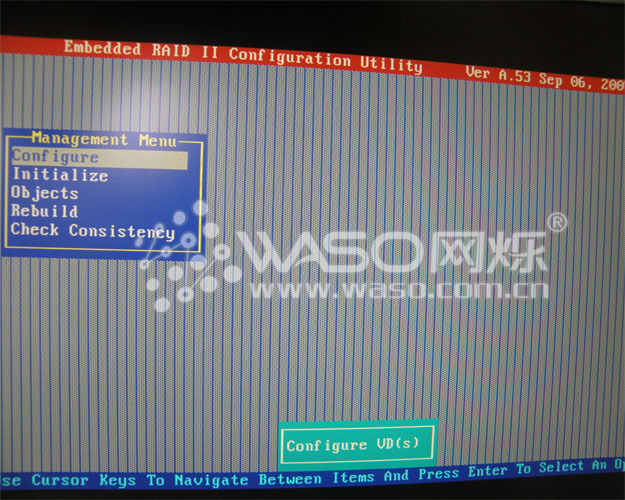 Embedded RAID II Configuration Utility Ver A.53 Sep 06, 200
Management Menu
Configure
Initialize
Objects
Rebuild
Check Consistency
WASO网烁®
www.waso.com.cn
Configure VD(s)
se Cursor Keys To Navigate Between Items And Press Enter To Select An Op